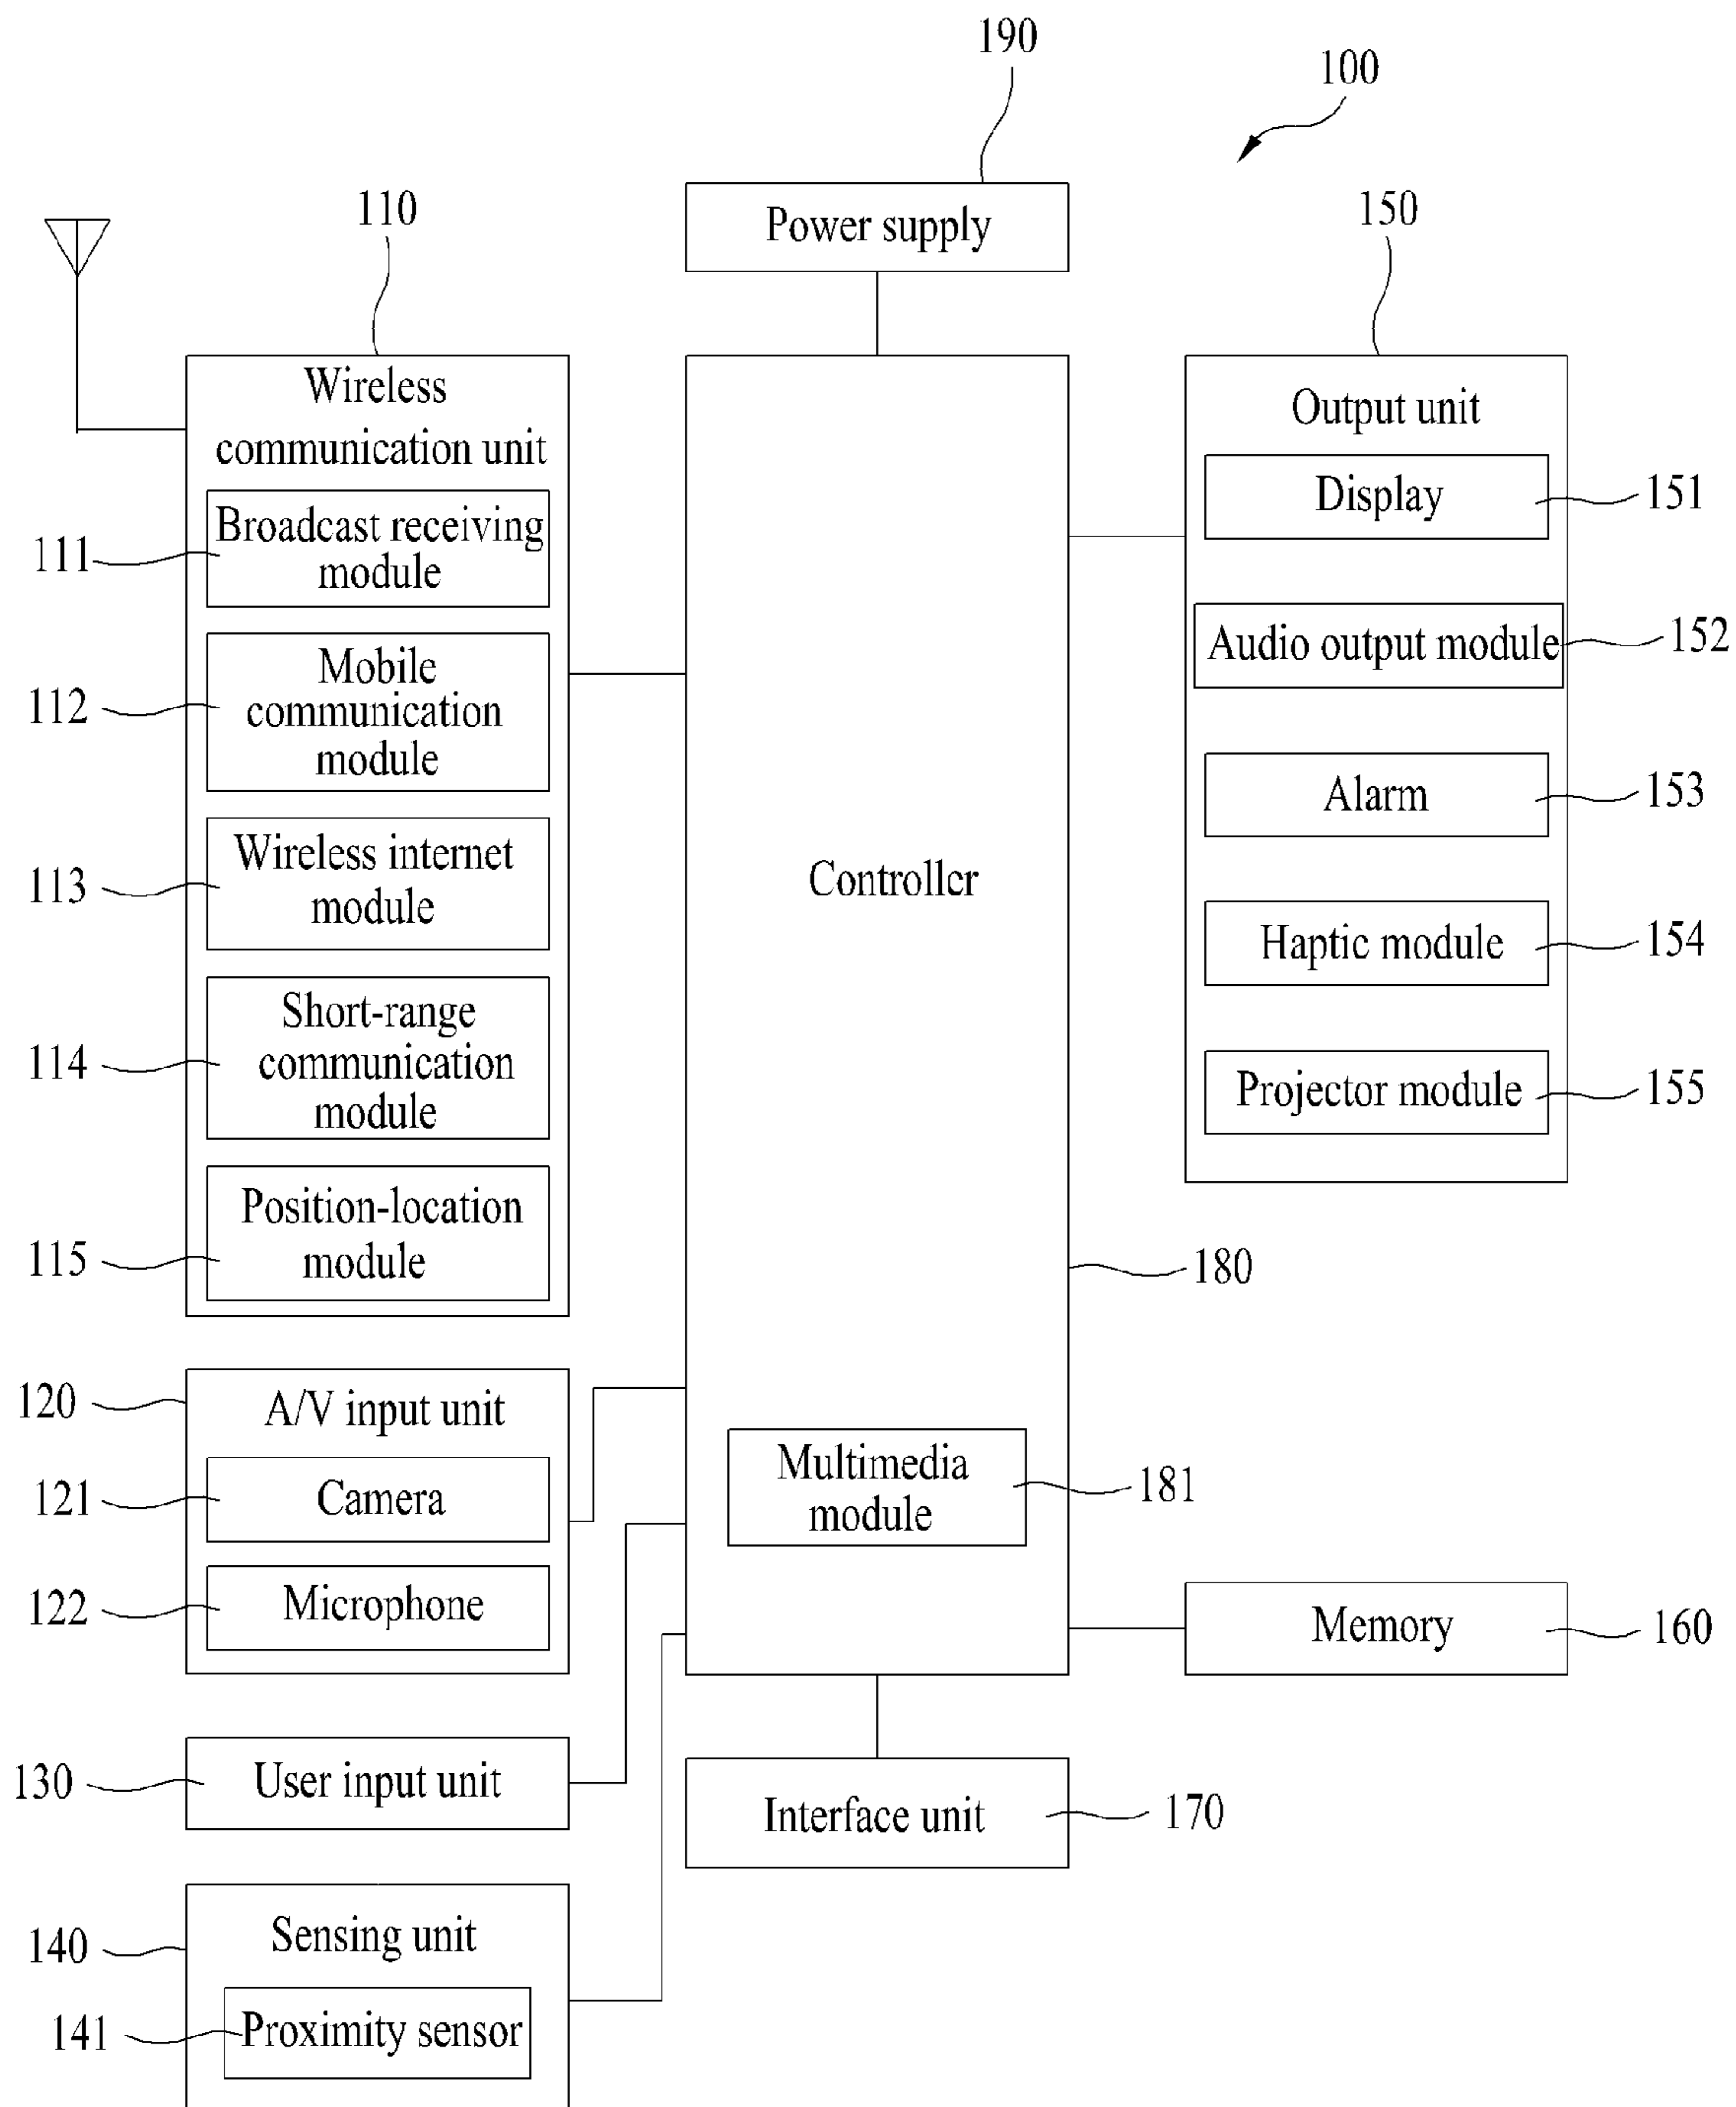 190
100
110
150
Power supply
Wireless
communication unit
111
Broadcast receiving
module
112
Mobile
communication
module
113
Wireless internet
module
114
Short-range
communication
module
115
Position-location
module
120
A/V input unit
121
Camera
122
Microphone
130
User input unit
140
Sensing unit
141
Proximity sensor
Controller
180
Multimedia
module
181
Interface unit
170
Output unit
Display
151
Audio output module
152
Alarm
153
Haptic module
154
Projector module
155
Memory
160